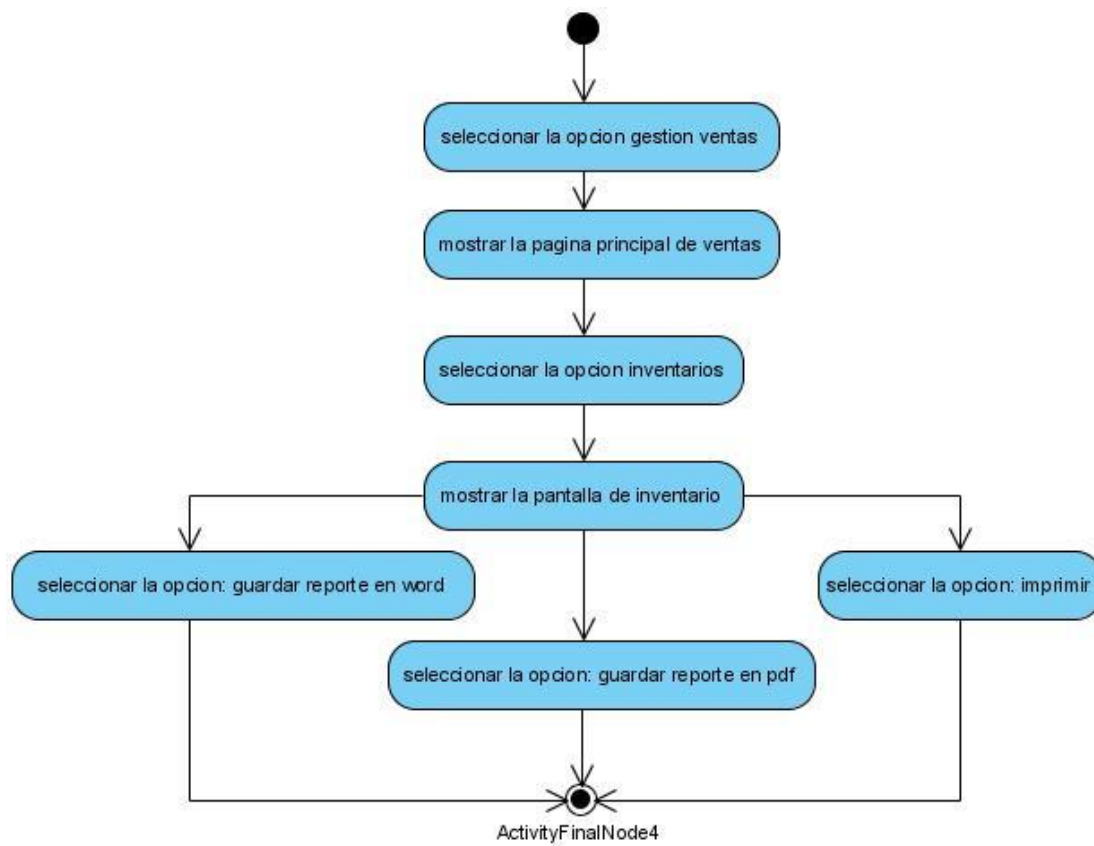 seleccionar la opcion gestion ventas
mostrar la pagina principal de ventas
seleccionar la opcion inventarios
mostrar la pantalla de inventario
seleccionar la opcion: guardar reporte en word
seleccionar la opcion: imprimir
seleccionar la opcion: guardar reporte en pdf
ActivityFinalNode4